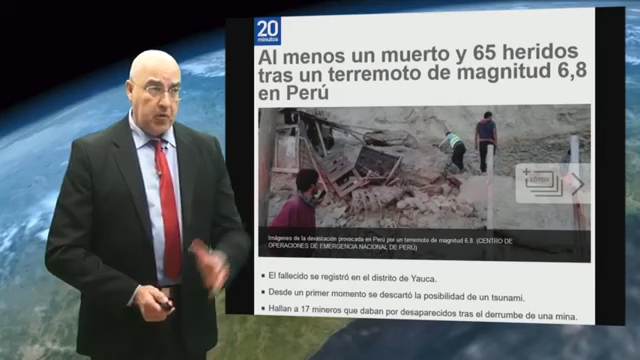 20
minutos
Al menos un muerto y 65 heridos
tras un terremoto de magnitud 6,8
en Perú
+FOTOS
Imágenes de la devastación provocada en Perú por un terremoto de magnitud 6,8. (CENTRO DE
OPERACIONES DE EMERGENCIA NACIONAL DE PERÚ)
El fallecido se registró en el distrito de Yauca.
Desde un primer momento se descartó la posibilidad de un tsunami.
Hallan a 17 mineros que daban por desaparecidos tras el derrumbe de una mina.